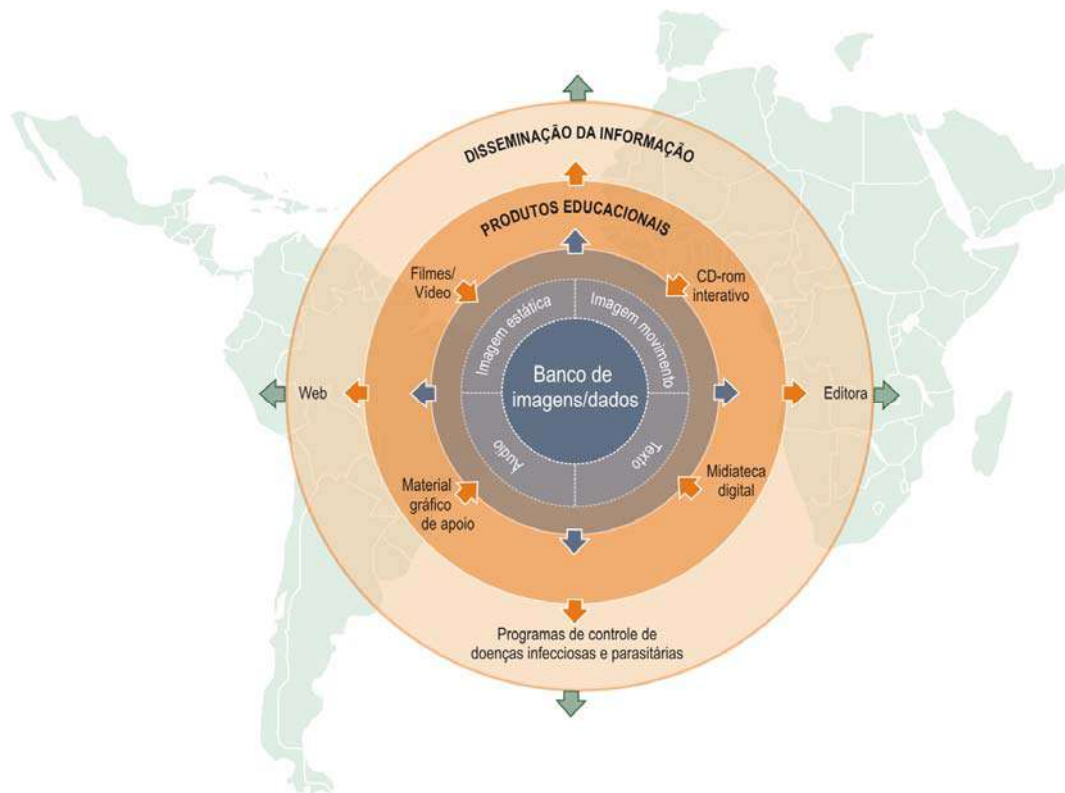 DISSEMINAÇÃO DA INFORMAÇÃO
PRODUTOS EDUCACIONAIS
Filmes/
Vídeo
CD-rom
interativo
Imagem estática
Imagem movimento
Banco de
imagens/dados
Web
Editora
Áudio
Texto
Material
gráfico
de apoio
Midiateca
digital
Programas de controle de
doenças infecciosas e parasitárias